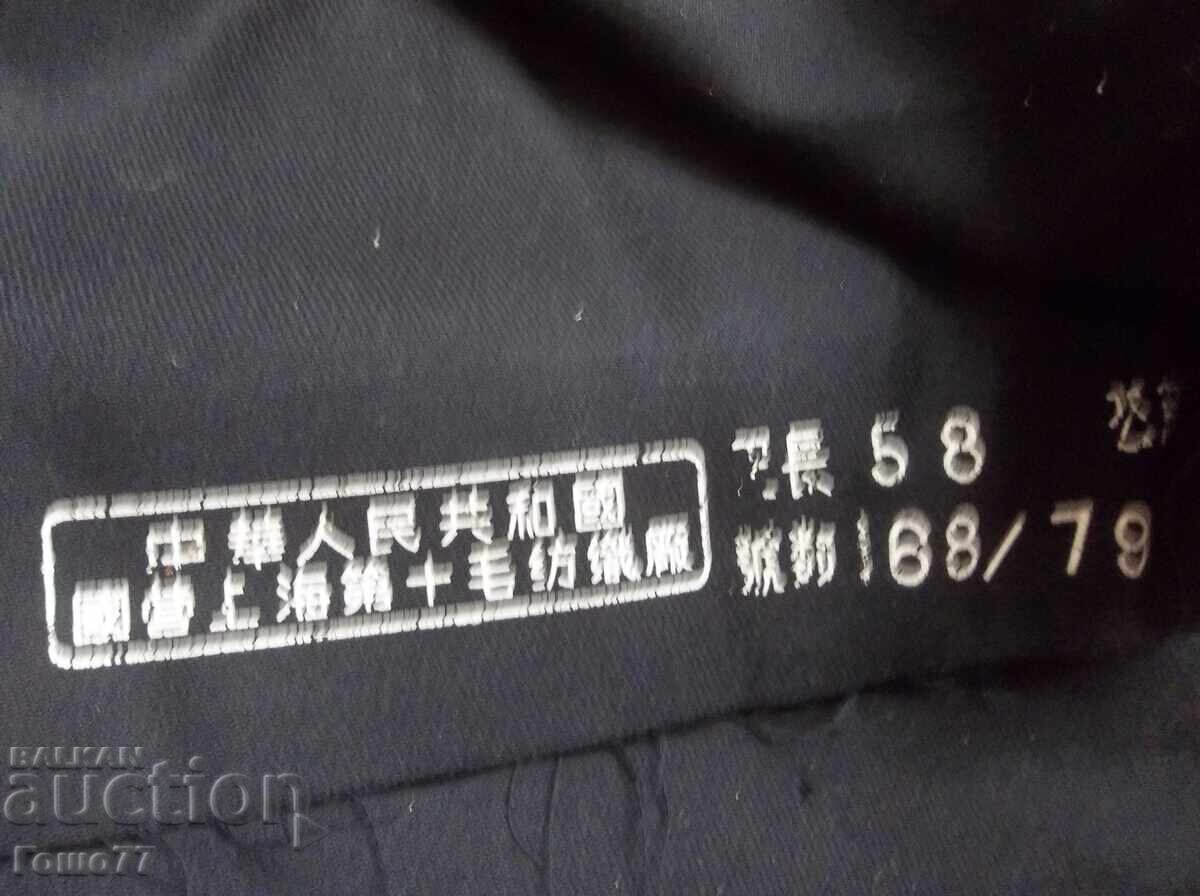 中華人民共和國
國營上海第十毛紡織廠
長 58
號數 168/79
BALKAN
auction
Гошо77